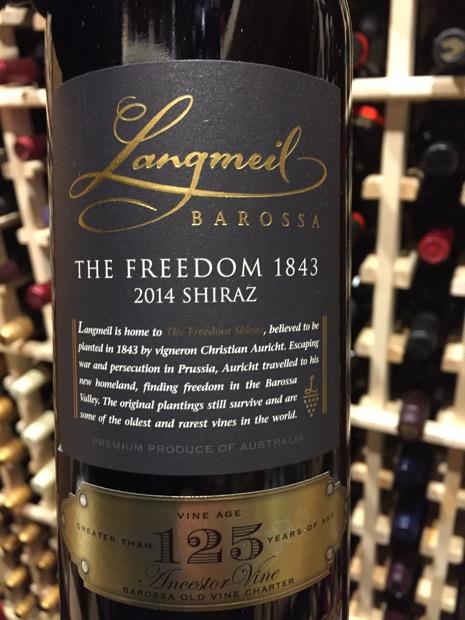 Langmeil
BAROSSA
THE FREEDOM 1843
2014 SHIRAZ
Langmeil is home to The Freedom Shiraz, believed to be
planted in 1843 by vigneron Christian Auricht. Escaping
war and persecution in Prussia, Auricht travelled to his
new homeland, finding freedom in the Barossa
Valley. The original plantings still survive and are
some of the oldest and rarest vines in the world.
L
PREMIUM PRODUCE OF AUSTRALIA
VINE AGE
GREATER THAN 125 YEARS OF AGE
Ancestor Vine
BAROSSA OLD VINE CHARTER